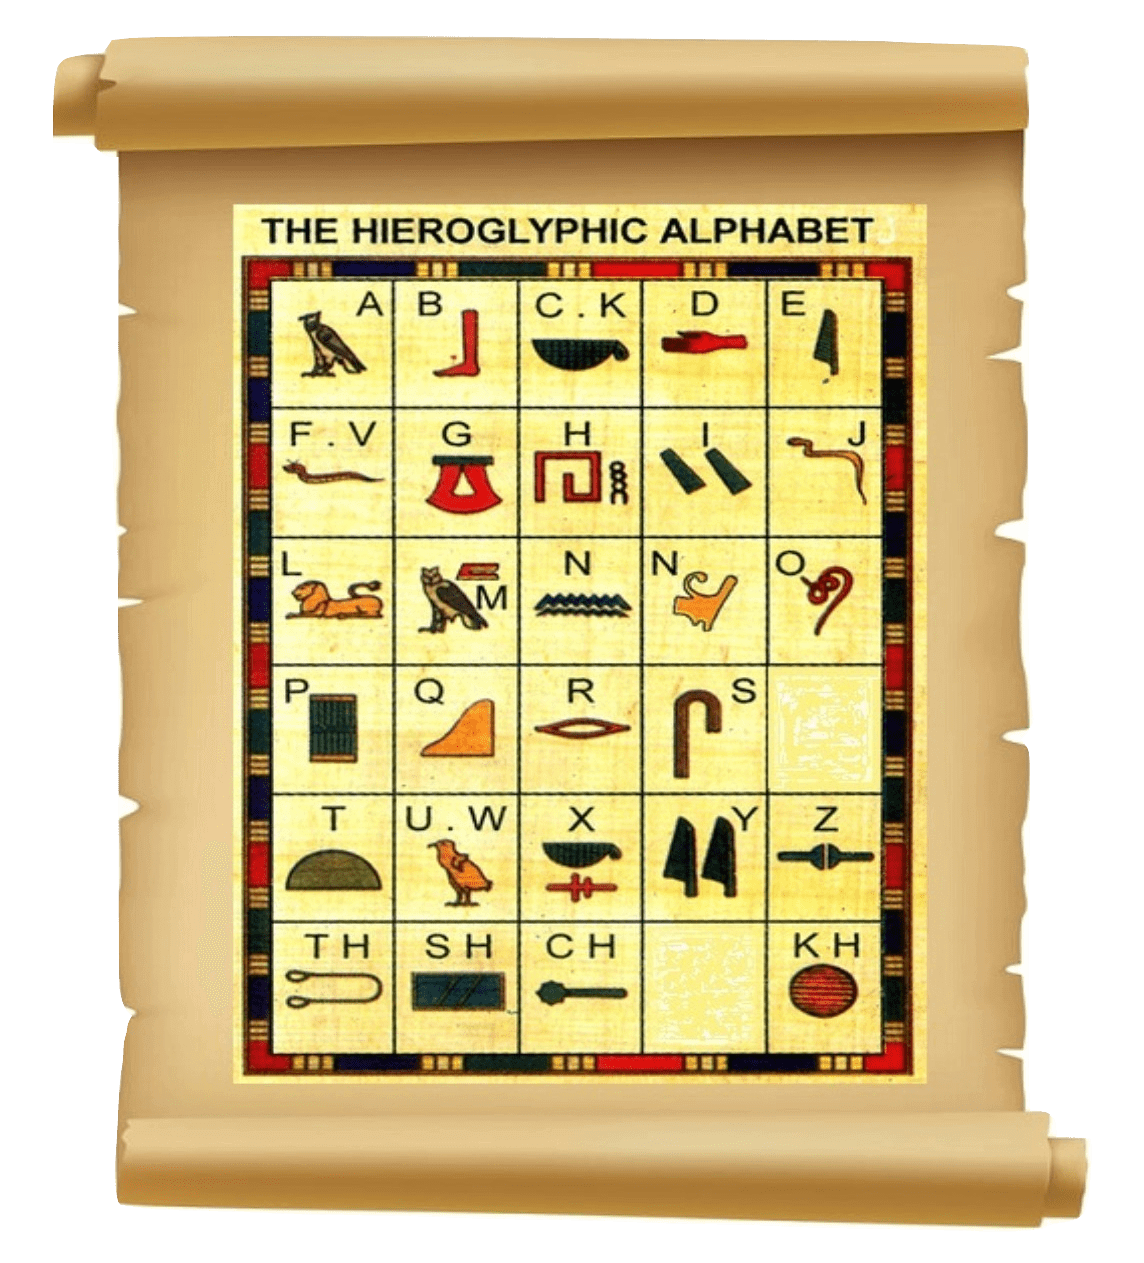 THE HIEROGLYPHIC ALPHABET
A B C . K D E
F . V G H I J
L M N N O
P Q R S
T U . W X Y Z
TH SH CH KH